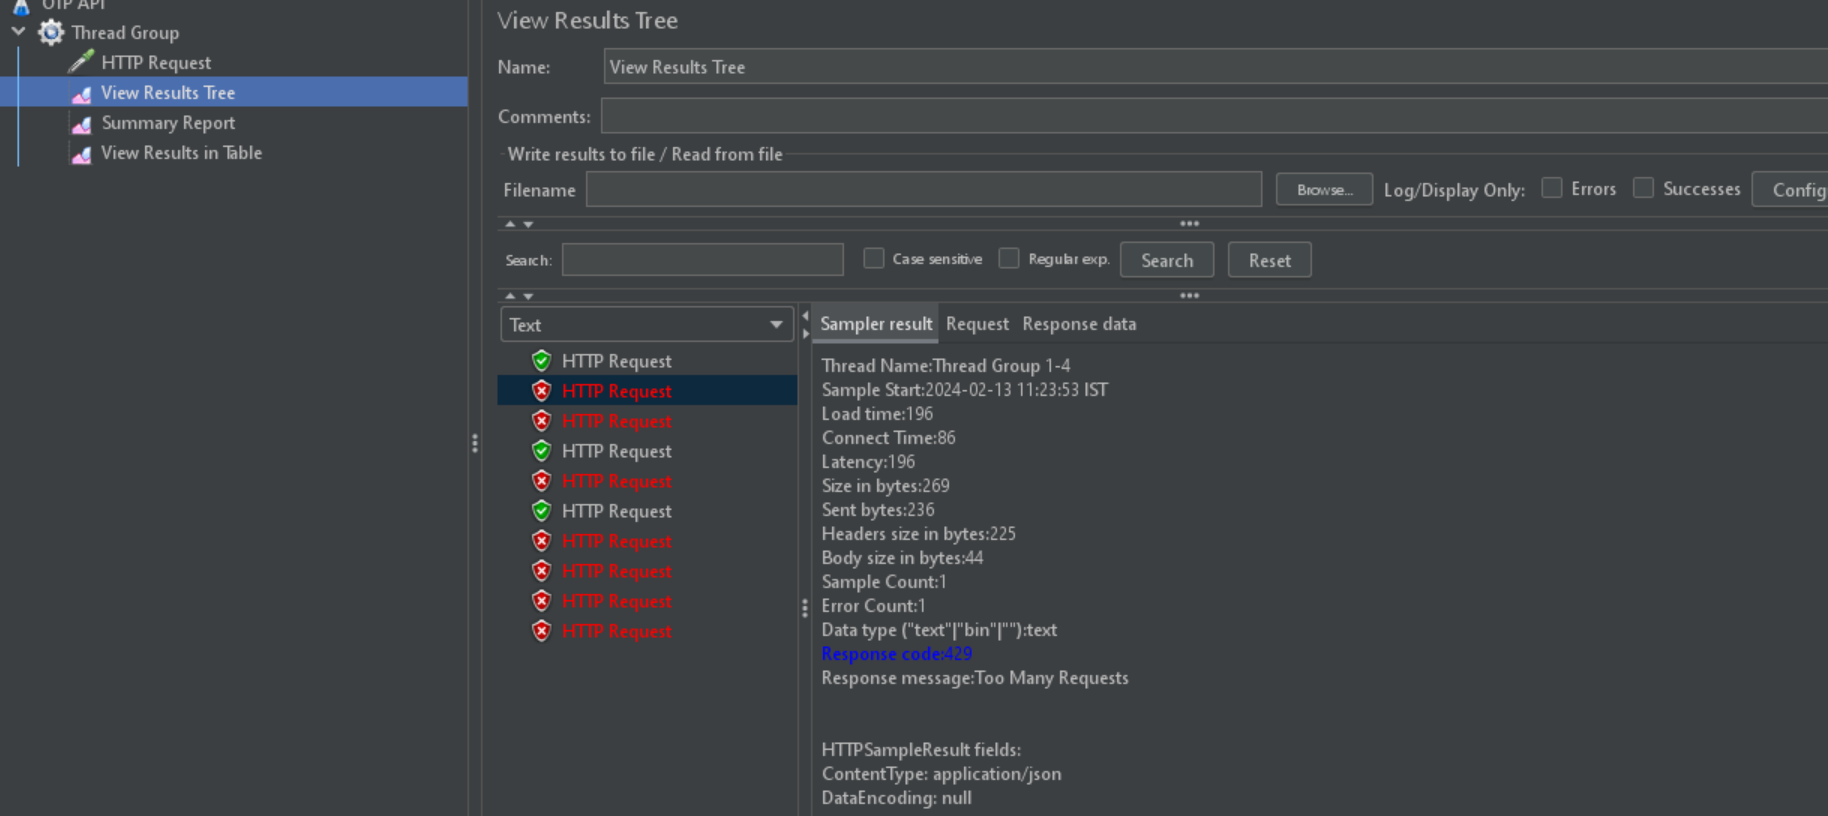 OTP API
Thread Group
HTTP Request
View Results Tree
Summary Report
View Results in Table
View Results Tree
Name: View Results Tree
Comments:
Write results to file / Read from file
Filename Browse... Log/Display Only: Errors Successes Config
Search: Case sensitive Regular exp. Search Reset
Text
HTTP Request
HTTP Request
HTTP Request
HTTP Request
HTTP Request
HTTP Request
HTTP Request
HTTP Request
HTTP Request
HTTP Request
Sampler result Request Response data
Thread Name:Thread Group 1-4
Sample Start:2024-02-13 11:23:53 IST
Load time:196
Connect Time:86
Latency:196
Size in bytes:269
Sent bytes:236
Headers size in bytes:225
Body size in bytes:44
Sample Count:1
Error Count:1
Data type ("text"|"bin"|""):text
Response code:429
Response message:Too Many Requests
HTTPSampleResult fields:
ContentType: application/json
DataEncoding: null